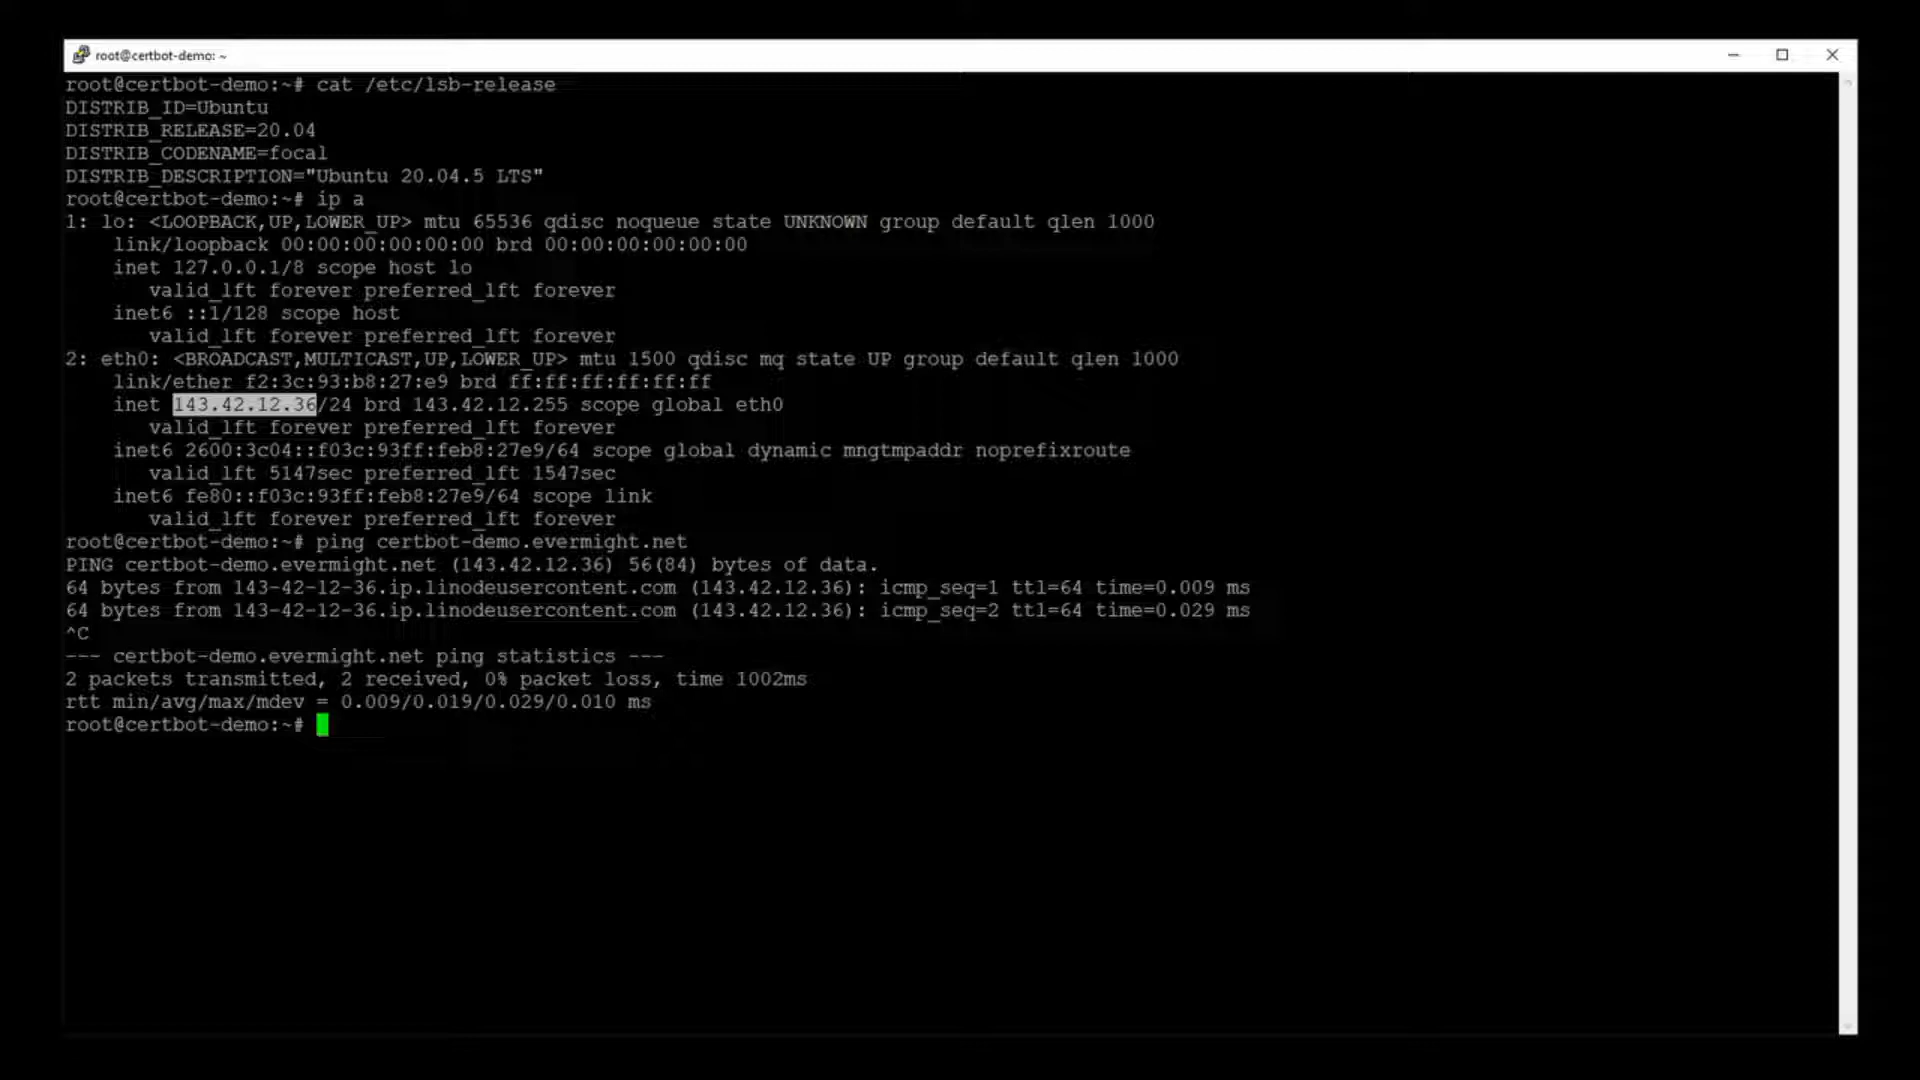 root@certbot-demo: ~
root@certbot-demo:~# cat /etc/lsb-release
DISTRIB_ID=Ubuntu
DISTRIB_RELEASE=20.04
DISTRIB_CODENAME=focal
DISTRIB_DESCRIPTION="Ubuntu 20.04.5 LTS"
root@certbot-demo:~# ip a
1: lo: <LOOPBACK,UP,LOWER_UP> mtu 65536 qdisc noqueue state UNKNOWN group default qlen 1000
    link/loopback 00:00:00:00:00:00 brd 00:00:00:00:00:00
    inet 127.0.0.1/8 scope host lo
       valid_lft forever preferred_lft forever
    inet6 ::1/128 scope host
       valid_lft forever preferred_lft forever
2: eth0: <BROADCAST,MULTICAST,UP,LOWER_UP> mtu 1500 qdisc mq state UP group default qlen 1000
    link/ether f2:3c:93:b8:27:e9 brd ff:ff:ff:ff:ff:ff
    inet 143.42.12.36/24 brd 143.42.12.255 scope global eth0
       valid_lft forever preferred_lft forever
    inet6 2600:3c04::f03c:93ff:feb8:27e9/64 scope global dynamic mngtmpaddr noprefixroute
       valid_lft 5147sec preferred_lft 1547sec
    inet6 fe80::f03c:93ff:feb8:27e9/64 scope link
       valid_lft forever preferred_lft forever
root@certbot-demo:~# ping certbot-demo.evermight.net
PING certbot-demo.evermight.net (143.42.12.36) 56(84) bytes of data.
64 bytes from 143-42-12-36.ip.linodeusercontent.com (143.42.12.36): icmp_seq=1 ttl=64 time=0.009 ms
64 bytes from 143-42-12-36.ip.linodeusercontent.com (143.42.12.36): icmp_seq=2 ttl=64 time=0.029 ms
^C
--- certbot-demo.evermight.net ping statistics ---
2 packets transmitted, 2 received, 0% packet loss, time 1002ms
rtt min/avg/max/mdev = 0.009/0.019/0.029/0.010 ms
root@certbot-demo:~#